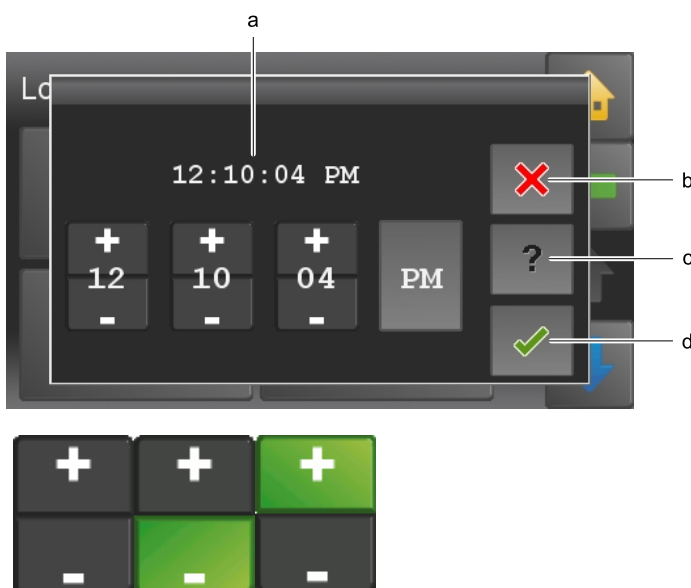 a
Lo
12:10:04 PM
b
+ + +
12 10 04 PM
- - -
?
c
d
+ + +
- - -